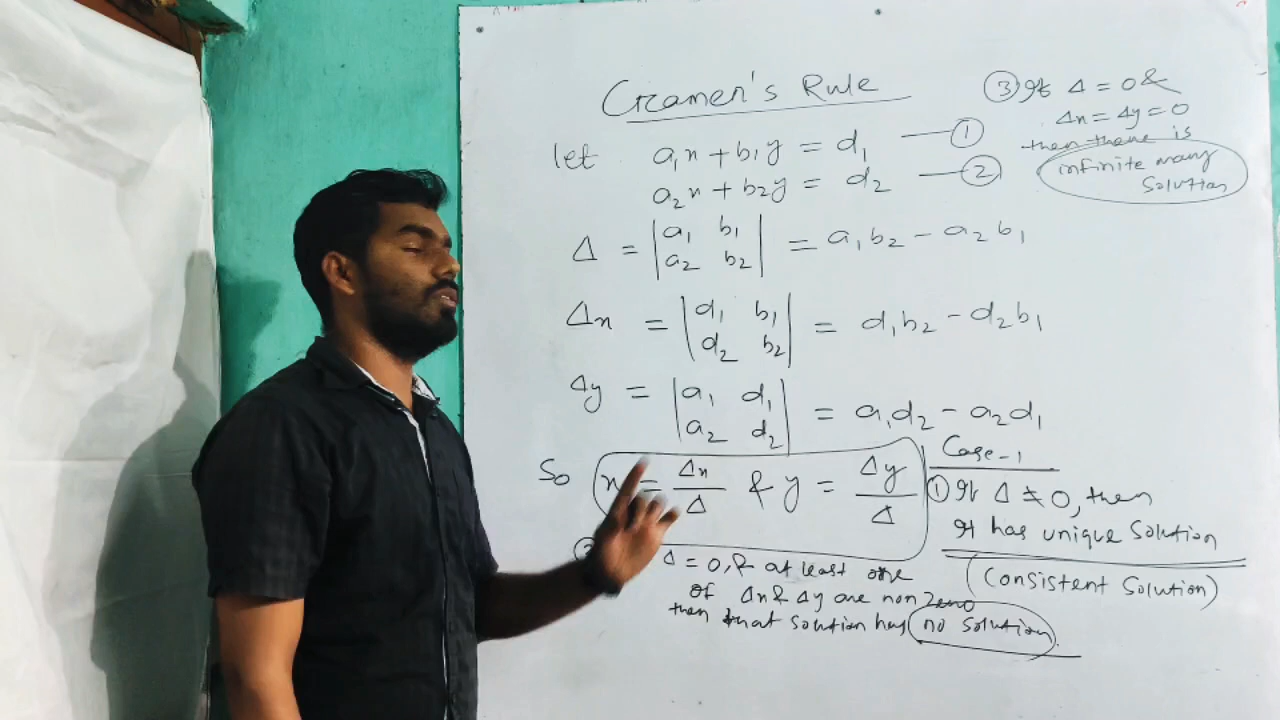 Cramer's Rule
let a₁x + b₁y = d₁ —— ①
a₂x + b₂y = d₂ —— ②
Δ = |a₁ b₁|
|a₂ b₂| = a₁b₂ - a₂b₁
Δx = |d₁ b₁|
|d₂ b₂| = d₁b₂ - d₂b₁
Δy = |a₁ d₁|
|a₂ d₂| = a₁d₂ - a₂d₁
So x = Δx/Δ & y = Δy/Δ
Case-1
① If Δ ≠ 0, then
It has unique solution
(Consistent Solution)
Δ = 0, & at least one
of Δx & Δy are non zero
then that solution has no solution
③ If Δ = 0 &
Δx = Δy = 0
then there is
infinite many
Solution